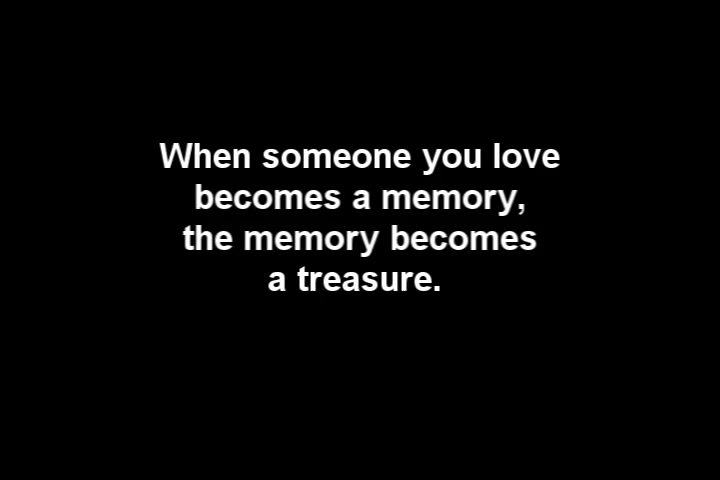 When someone you love
becomes a memory,
the memory becomes
a treasure.